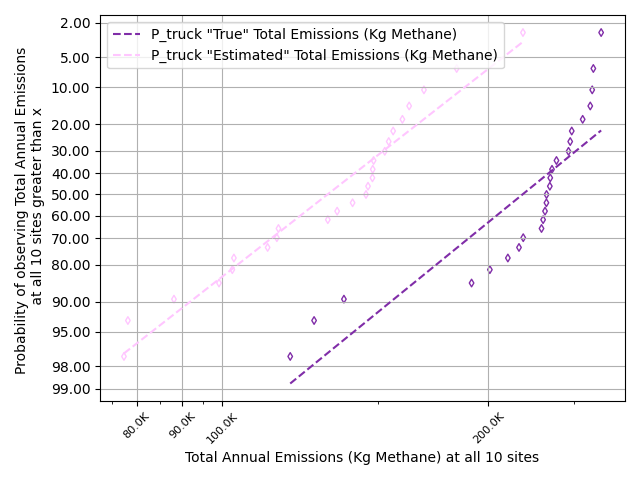 P_truck "True" Total Emissions (Kg Methane)
P_truck "Estimated" Total Emissions (Kg Methane)
Probability of observing Total Annual Emissions
at all 10 sites greater than x
2.00
5.00
10.00
20.00
30.00
40.00
50.00
60.00
70.00
80.00
90.00
95.00
98.00
99.00
80.0K
90.0K
100.0K
200.0K
Total Annual Emissions (Kg Methane) at all 10 sites